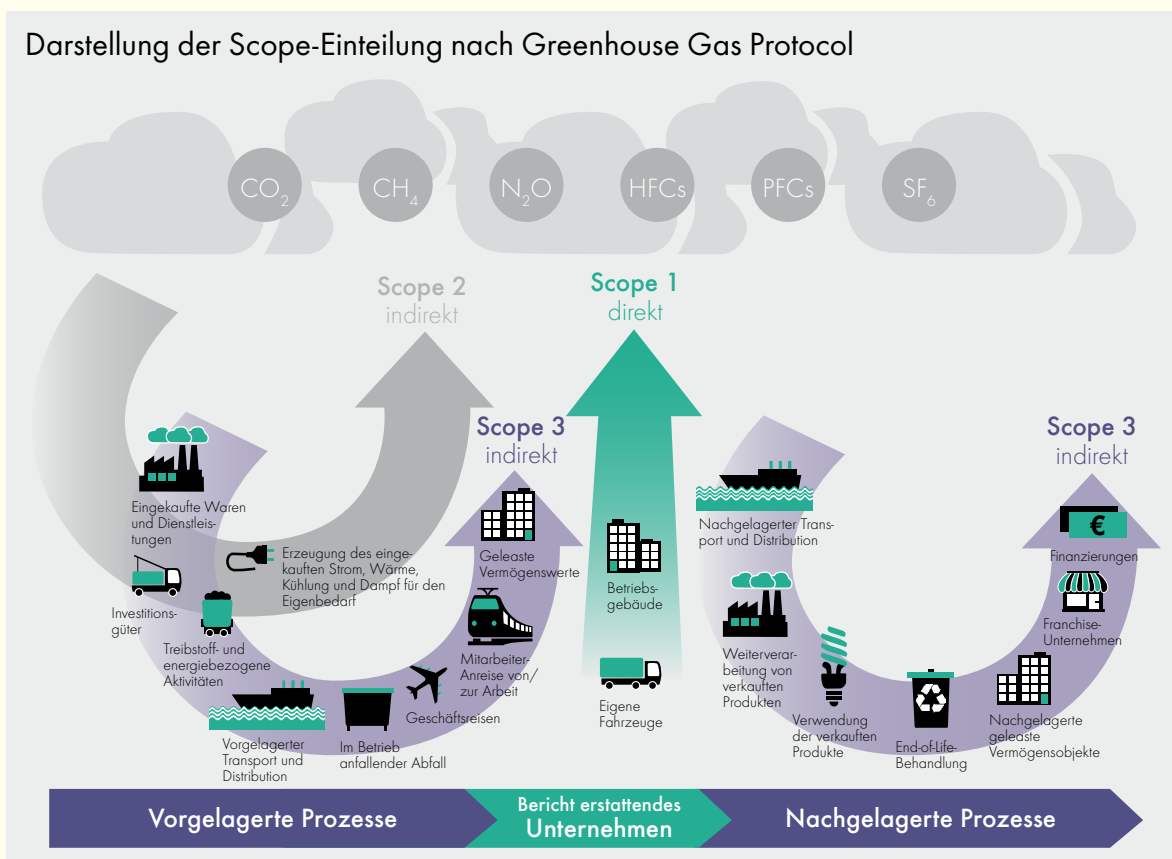 Darstellung der Scope-Einteilung nach Greenhouse Gas Protocol
CO₂
CH₄
N₂O
HFCs
PFCs
SF₆
Scope 2
indirekt
Scope 1
direkt
Scope 3
indirekt
Scope 3
indirekt
Eingekaufte Waren
und Dienstleis-
tungen
Erzeugung des einge-
kauften Strom, Wärme,
Kühlung und Dampf für den
Eigenbedarf
Investitions-
güter
Treibstoff- und
energiebezogene
Aktivitäten
Vorgelagerter
Transport und
Distribution
Im Betrieb
anfallender Abfall
Geschäftsreisen
Mitarbeiter-
Anreise von/
zur Arbeit
Geleaste
Vermögenswerte
Betriebs-
gebäude
Eigene
Fahrzeuge
Nachgelagerter Trans-
port und Distribution
Weiterverar-
beitung von
verkauften
Produkten
Verwendung
der verkauften
Produkte
End-of-Life-
Behandlung
Nachgelagerte
geleaste
Vermögensobjekte
Franchise-
Unternehmen
€
Finanzierungen
Vorgelagerte Prozesse
Bericht erstattendes
Unternehmen
Nachgelagerte Prozesse